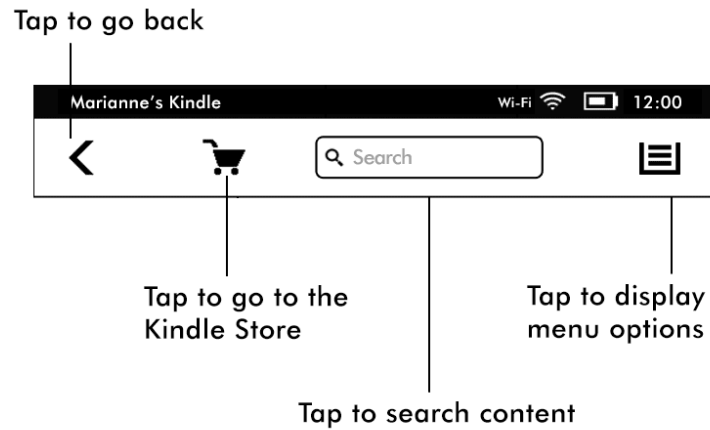 Tap to go back
Marianne's Kindle Wi-Fi 12:00
Search
Tap to go to the
Kindle Store
Tap to display
menu options
Tap to search content